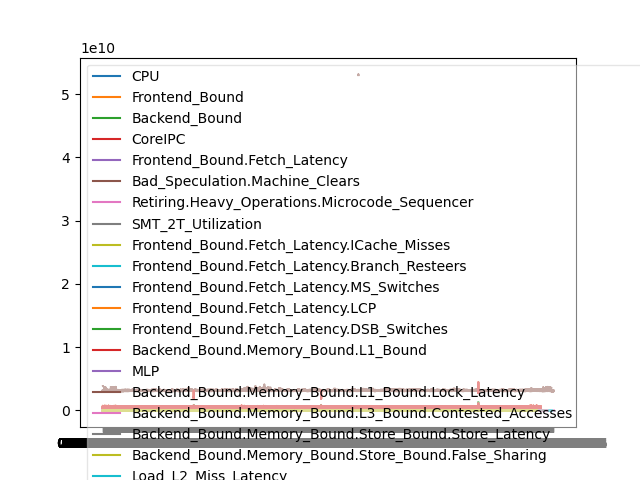 1e10
5
4
3
2
1
0
CPU
Frontend_Bound
Backend_Bound
CoreIPC
Frontend_Bound.Fetch_Latency
Bad_Speculation.Machine_Clears
Retiring.Heavy_Operations.Microcode_Sequencer
SMT_2T_Utilization
Frontend_Bound.Fetch_Latency.ICache_Misses
Frontend_Bound.Fetch_Latency.Branch_Resteers
Frontend_Bound.Fetch_Latency.MS_Switches
Frontend_Bound.Fetch_Latency.LCP
Frontend_Bound.Fetch_Latency.DSB_Switches
Backend_Bound.Memory_Bound.L1_Bound
MLP
Backend_Bound.Memory_Bound.L1_Bound.Lock_Latency
Backend_Bound.Memory_Bound.L3_Bound.Contested_Accesses
Backend_Bound.Memory_Bound.Store_Bound.Store_Latency
Backend_Bound.Memory_Bound.Store_Bound.False_Sharing
Load_L2_Miss_Latency